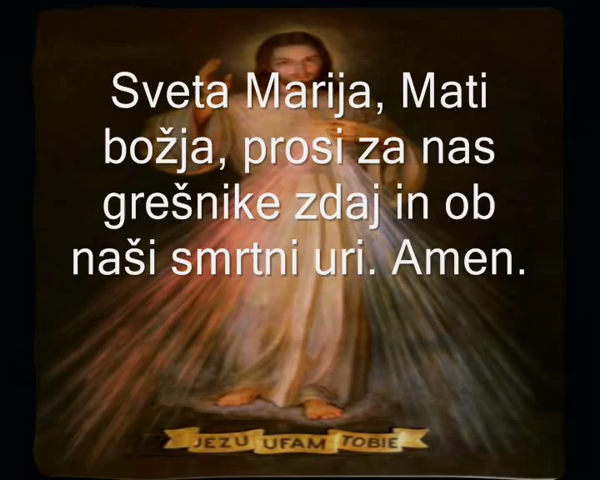 Sveta Marija, Mati
božja, prosi za nas
grešnike zdaj in ob
naši smrtni uri. Amen.
JEZU UFAM TOBIE